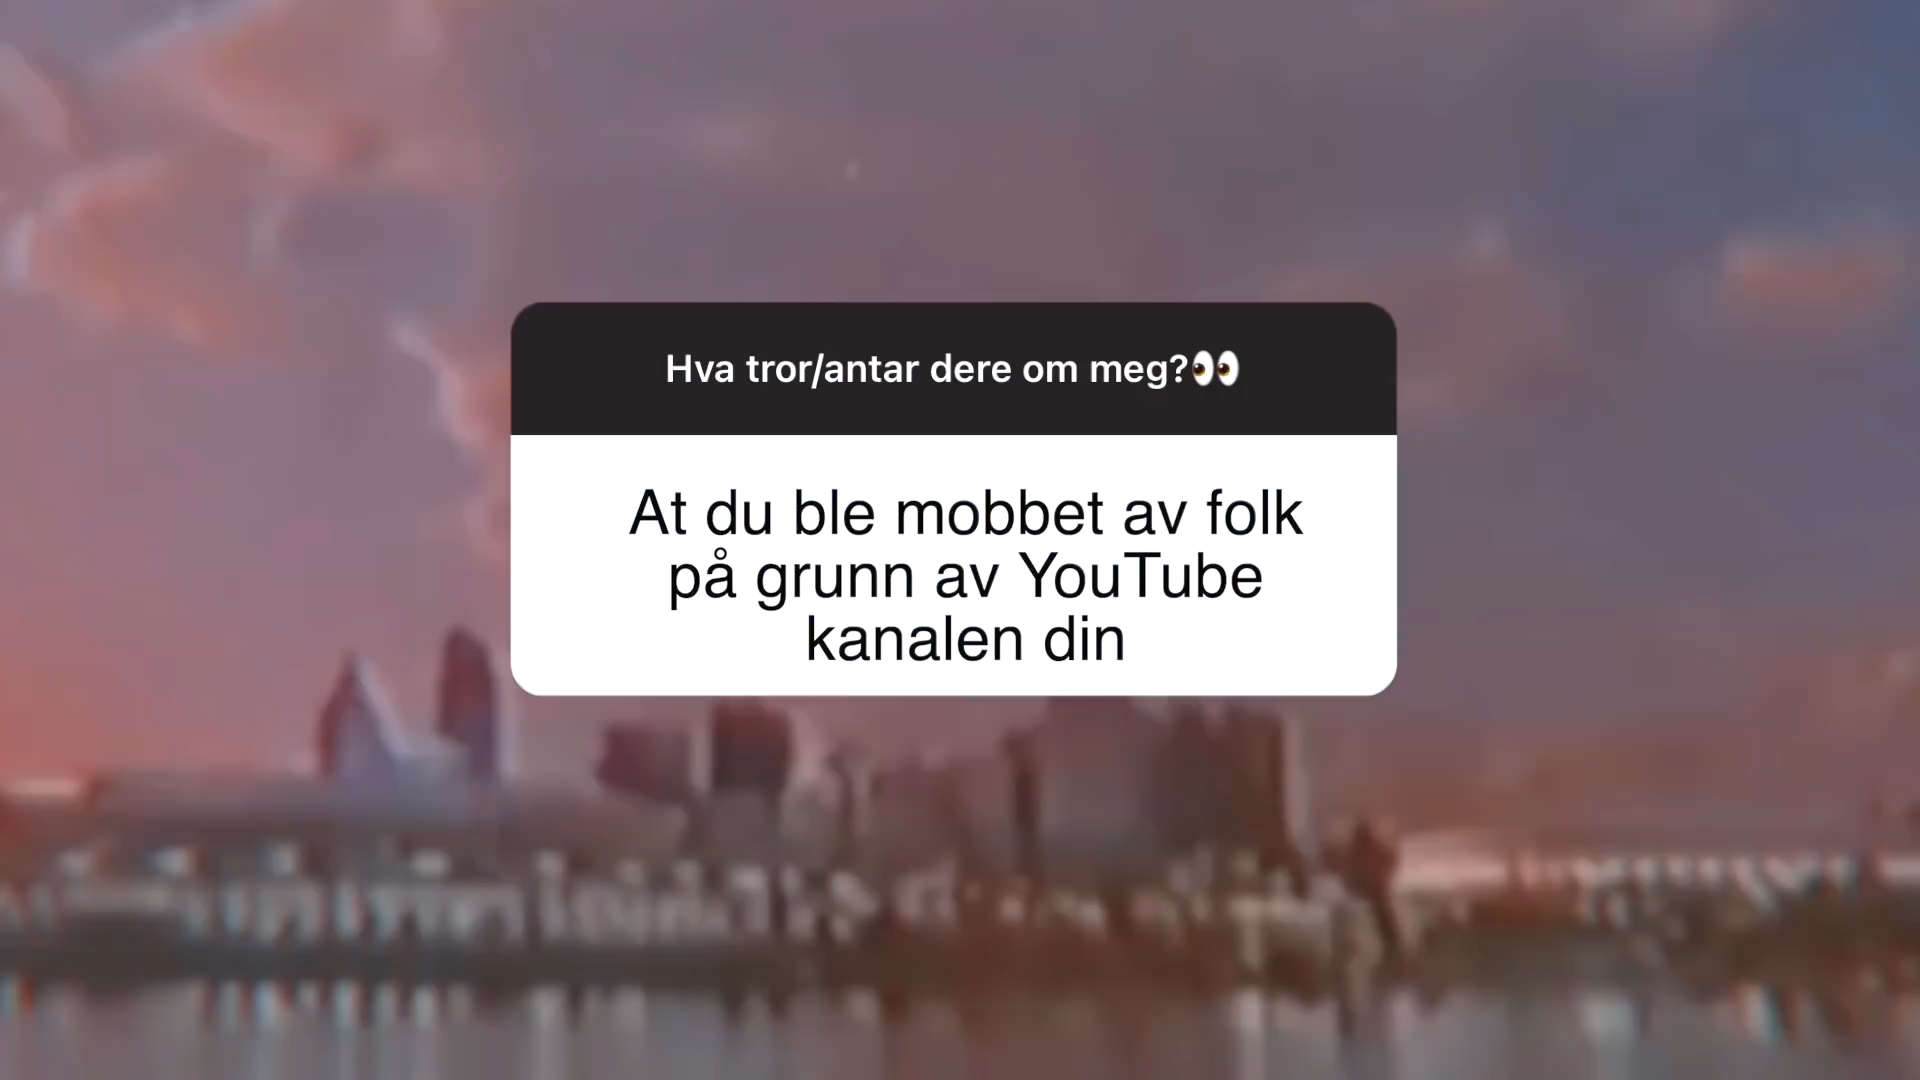 Hva tror/antar dere om meg?👀
At du ble mobbet av folk
på grunn av YouTube
kanalen din